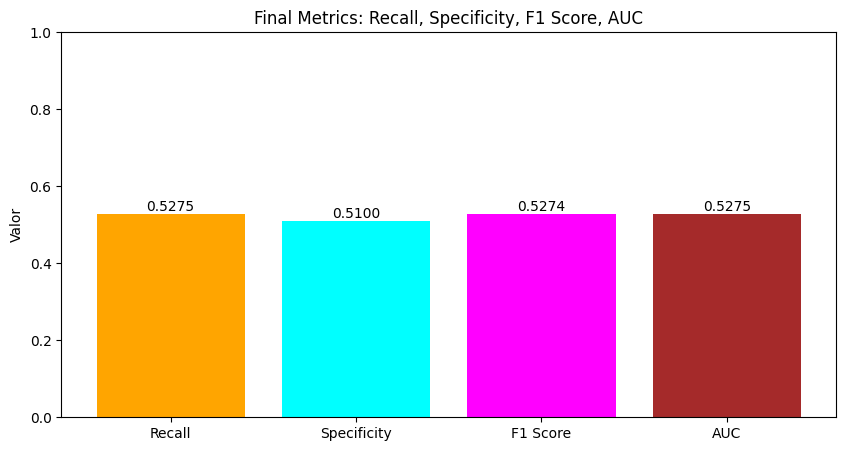 Final Metrics: Recall, Specificity, F1 Score, AUC
Valor
1.0
0.8
0.6
0.4
0.2
0.0
0.5275
0.5100
0.5274
0.5275
Recall
Specificity
F1 Score
AUC